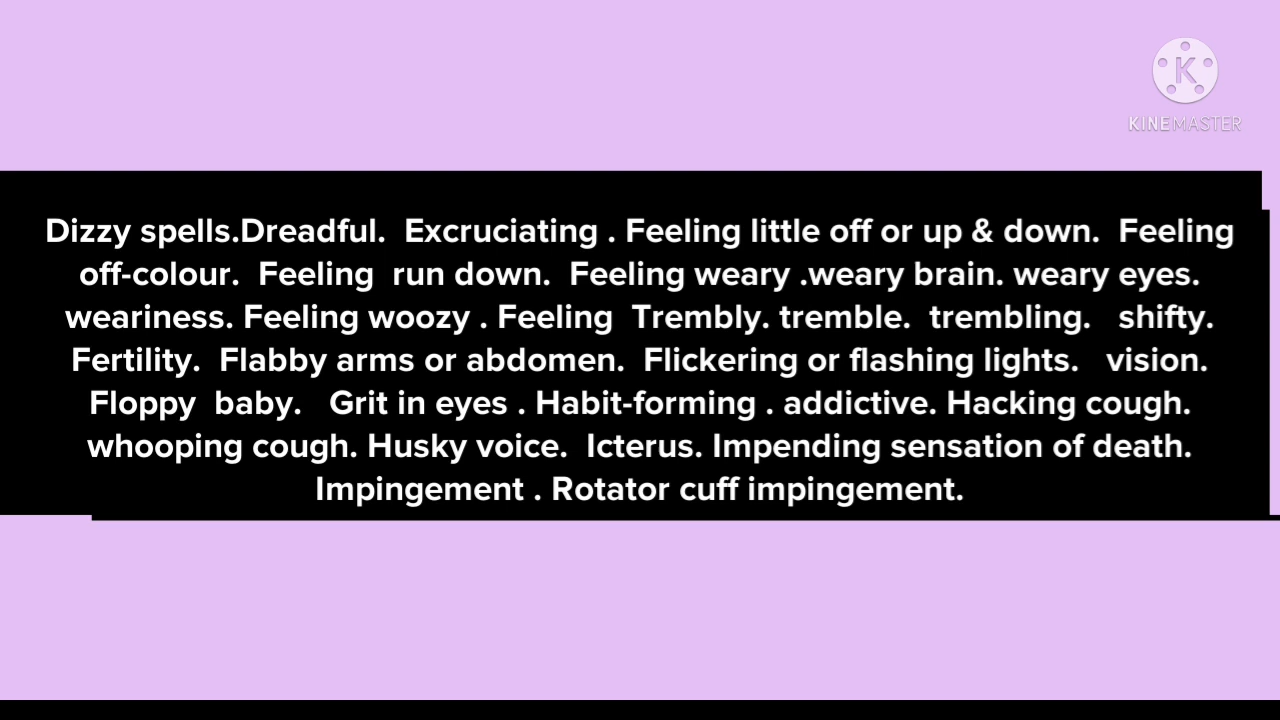 KINEMASTER
Dizzy spells.Dreadful.  Excruciating . Feeling little off or up & down.  Feeling
off-colour.  Feeling  run down.  Feeling weary .weary brain. weary eyes.
weariness. Feeling woozy . Feeling  Trembly. tremble.  trembling.   shifty.
Fertility.  Flabby arms or abdomen.  Flickering or flashing lights.   vision.
Floppy  baby.   Grit in eyes . Habit-forming . addictive. Hacking cough.
whooping cough. Husky voice.  Icterus. Impending sensation of death.
Impingement . Rotator cuff impingement.